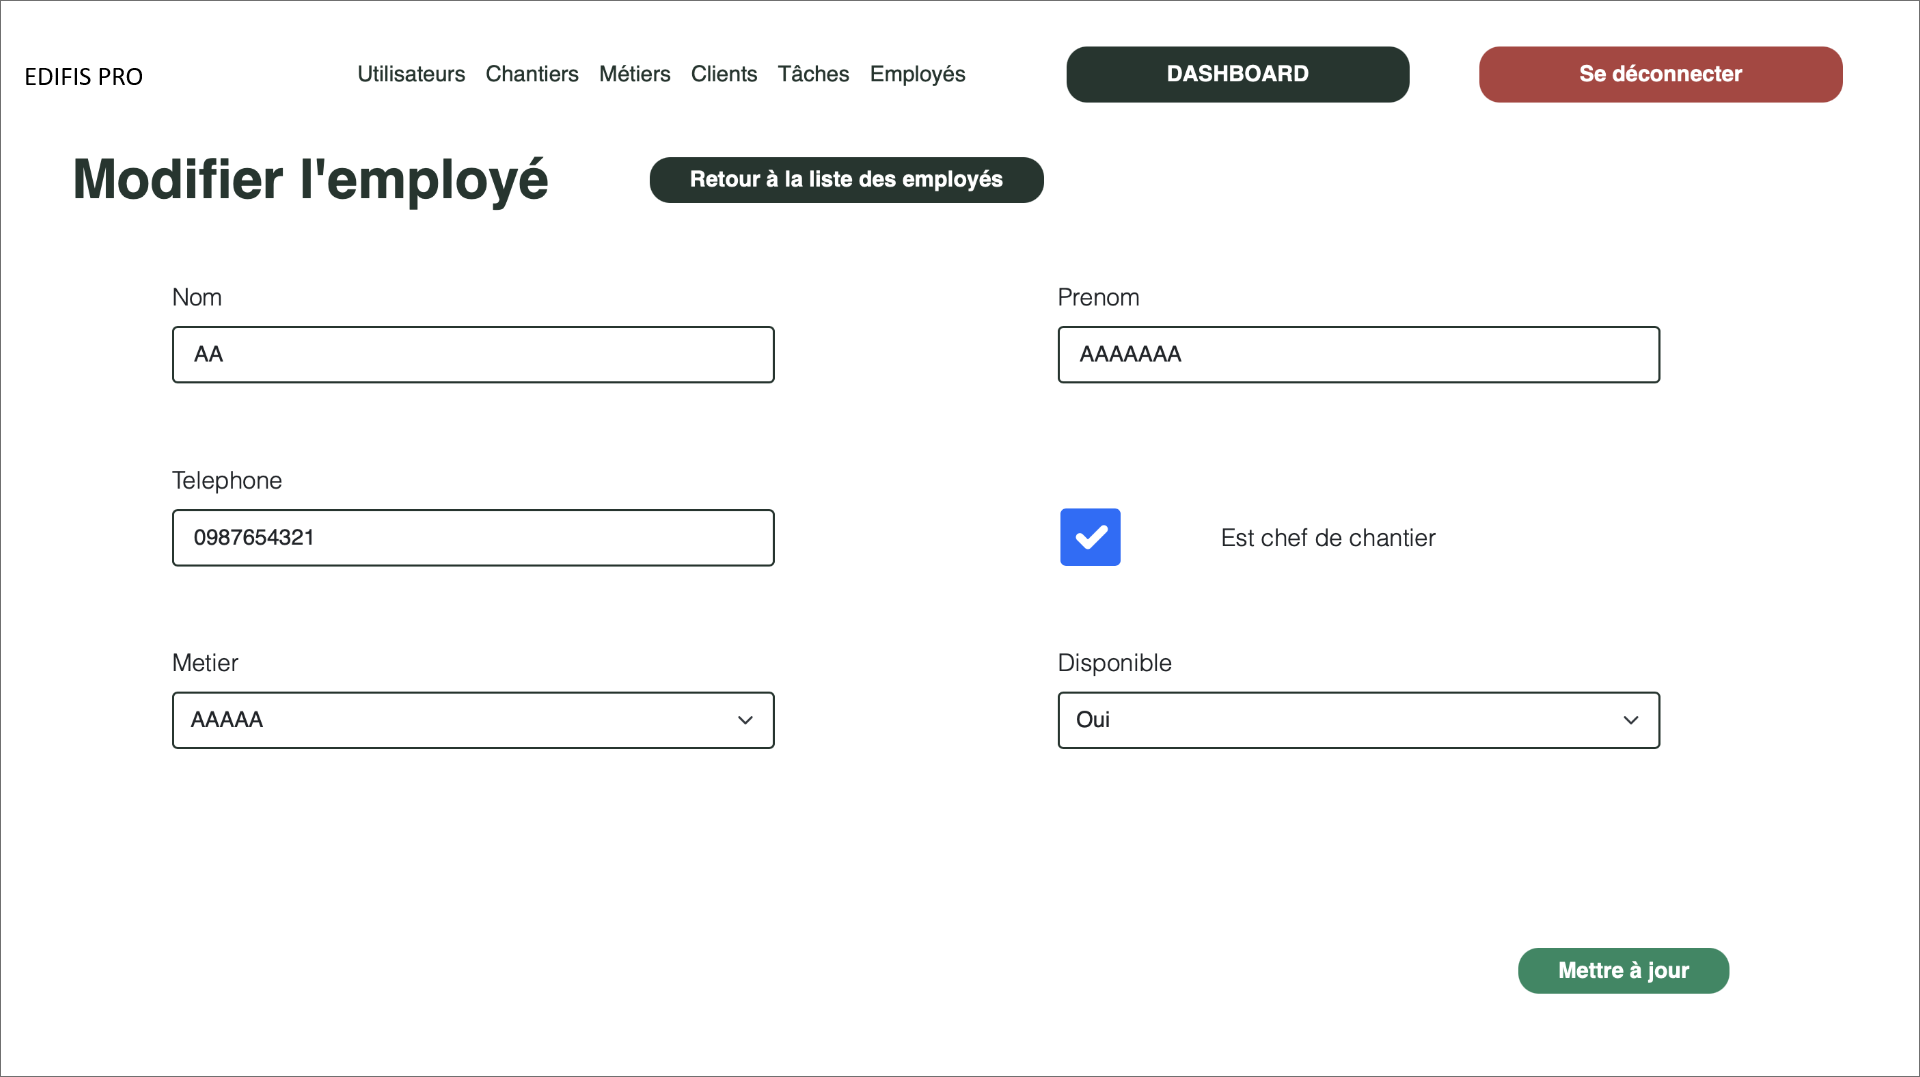 EDIFIS PRO
Utilisateurs Chantiers Métiers Clients Tâches Employés
DASHBOARD
Se déconnecter
Modifier l'employé
Retour à la liste des employés
Nom
Prenom
AA
AAAAAAA
Telephone
0987654321
Est chef de chantier
Metier
Disponible
AAAAA
Oui
Mettre à jour